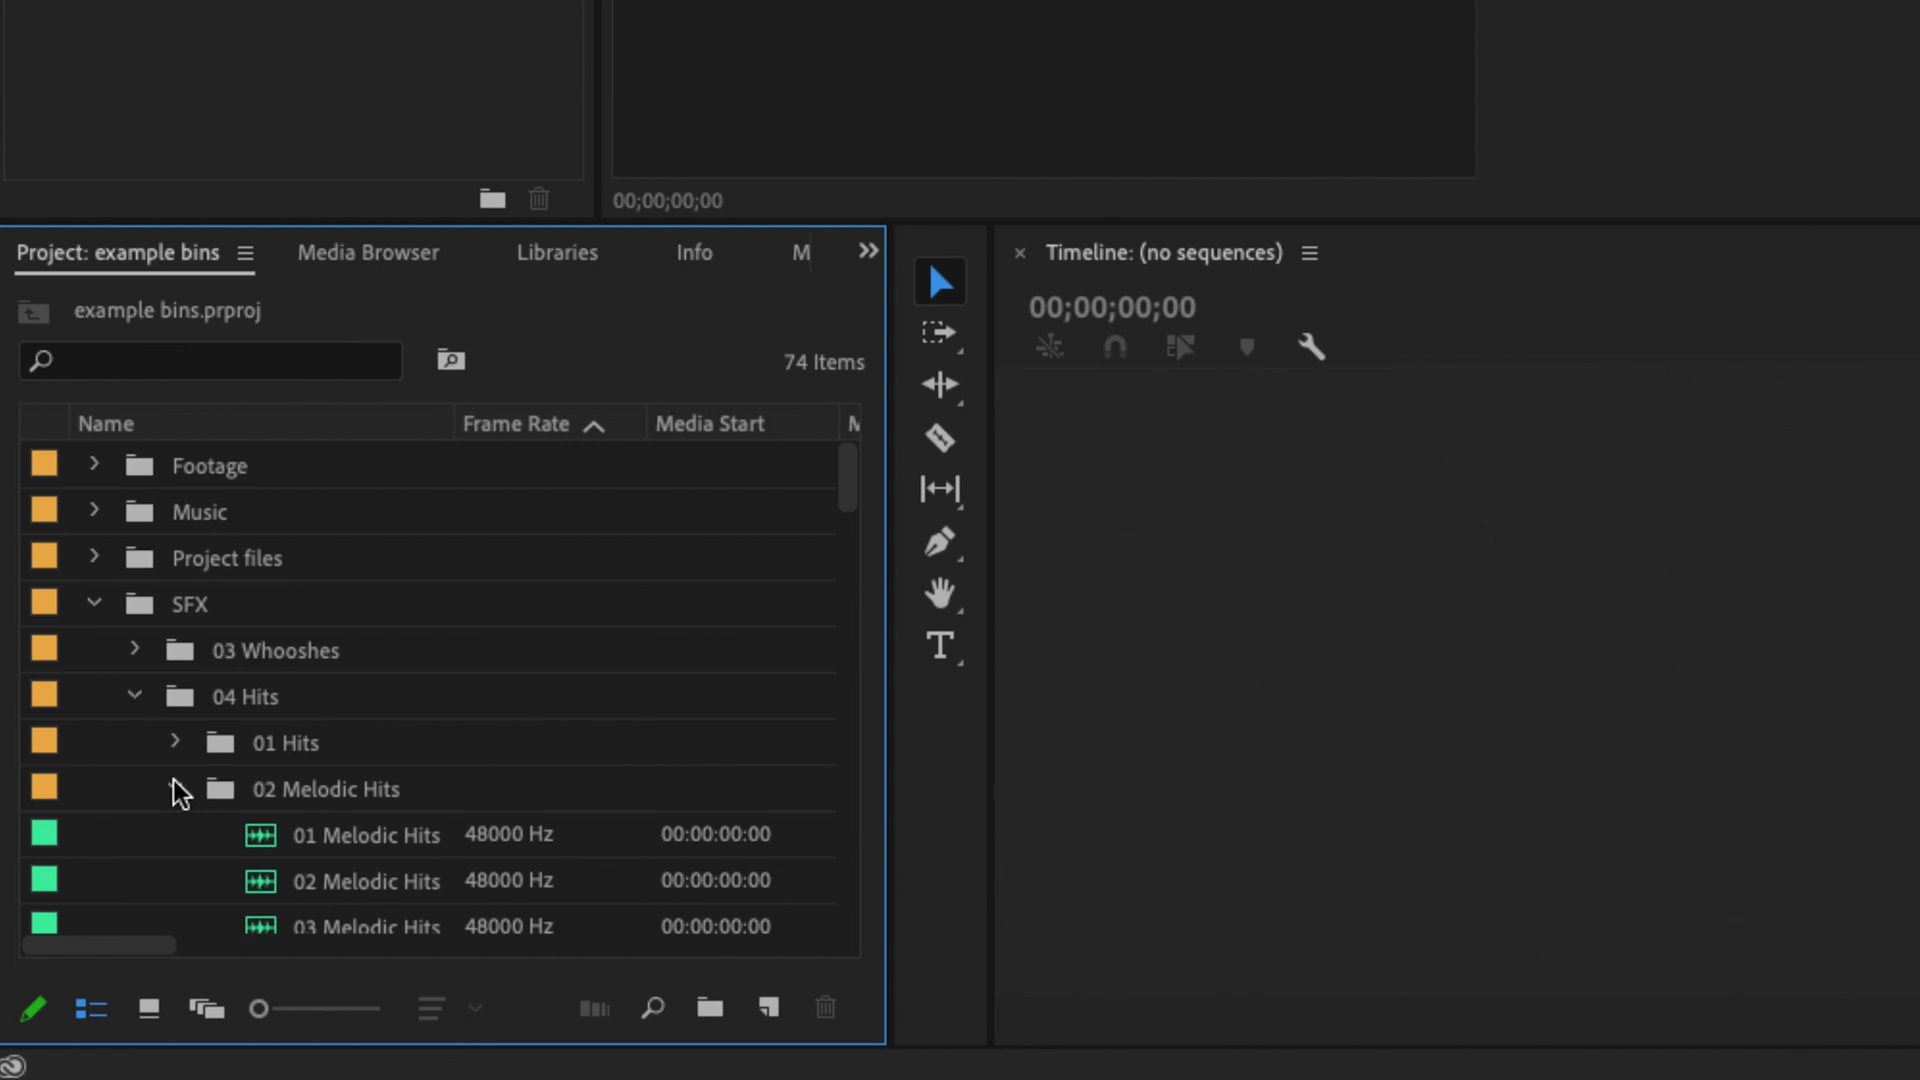 00;00;00;00
Project: example bins
Media Browser
Libraries
Info
M
Timeline: (no sequences)
example bins.prproj
00;00;00;00
74 Items
Name
Frame Rate
Media Start
M
Footage
Music
Project files
SFX
03 Whooshes
04 Hits
01 Hits
02 Melodic Hits
01 Melodic Hits 48000 Hz 00:00:00:00
02 Melodic Hits 48000 Hz 00:00:00:00
03 Melodic Hits 48000 Hz 00:00:00:00